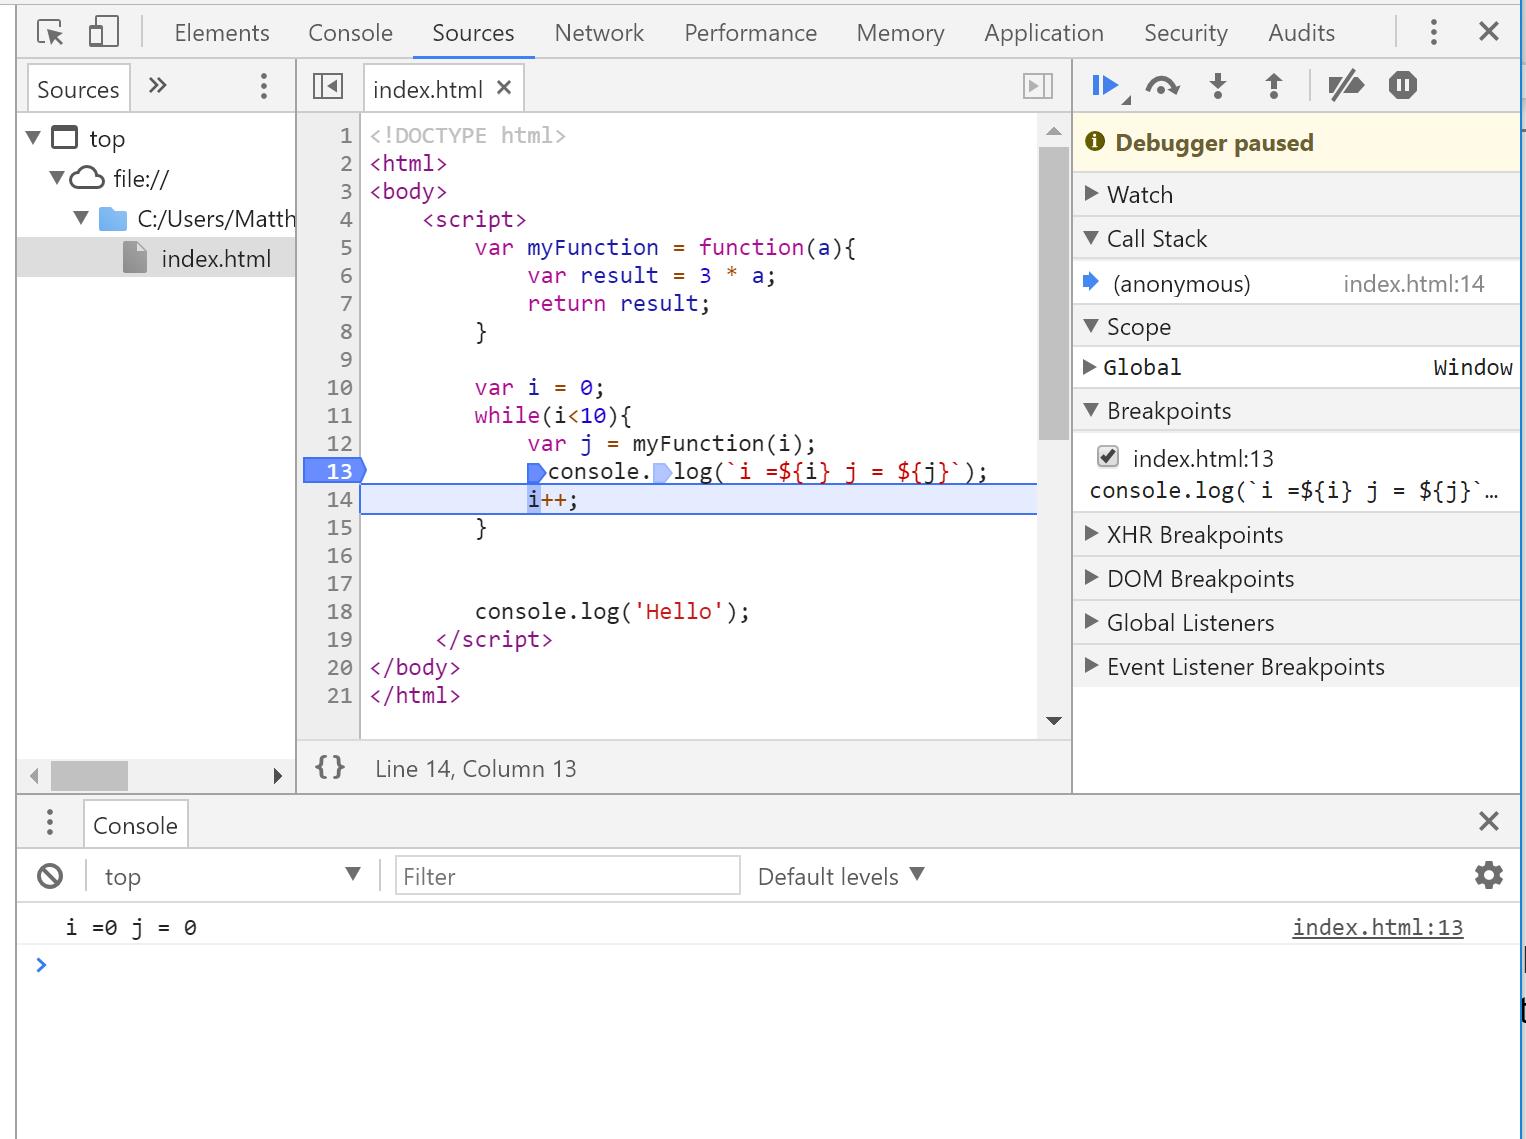 Elements Console Sources Network Performance Memory Application Security Audits
Sources
index.html
top
file://
C:/Users/Matth
index.html
1 <!DOCTYPE html>
2 <html>
3 <body>
4 <script>
5 var myFunction = function(a){
6 var result = 3 * a;
7 return result;
8 }
9
10 var i = 0;
11 while(i<10){
12 var j = myFunction(i);
13 console.log(`i =${i} j = ${j}`);
14 i++;
15 }
16
17
18 console.log('Hello');
19 </script>
20 </body>
21 </html>
{} Line 14, Column 13
Debugger paused
Watch
Call Stack
(anonymous) index.html:14
Scope
Global Window
Breakpoints
index.html:13
console.log(`i =${i} j = ${j}`…
XHR Breakpoints
DOM Breakpoints
Global Listeners
Event Listener Breakpoints
Console
top Filter Default levels
i =0 j = 0 index.html:13
>